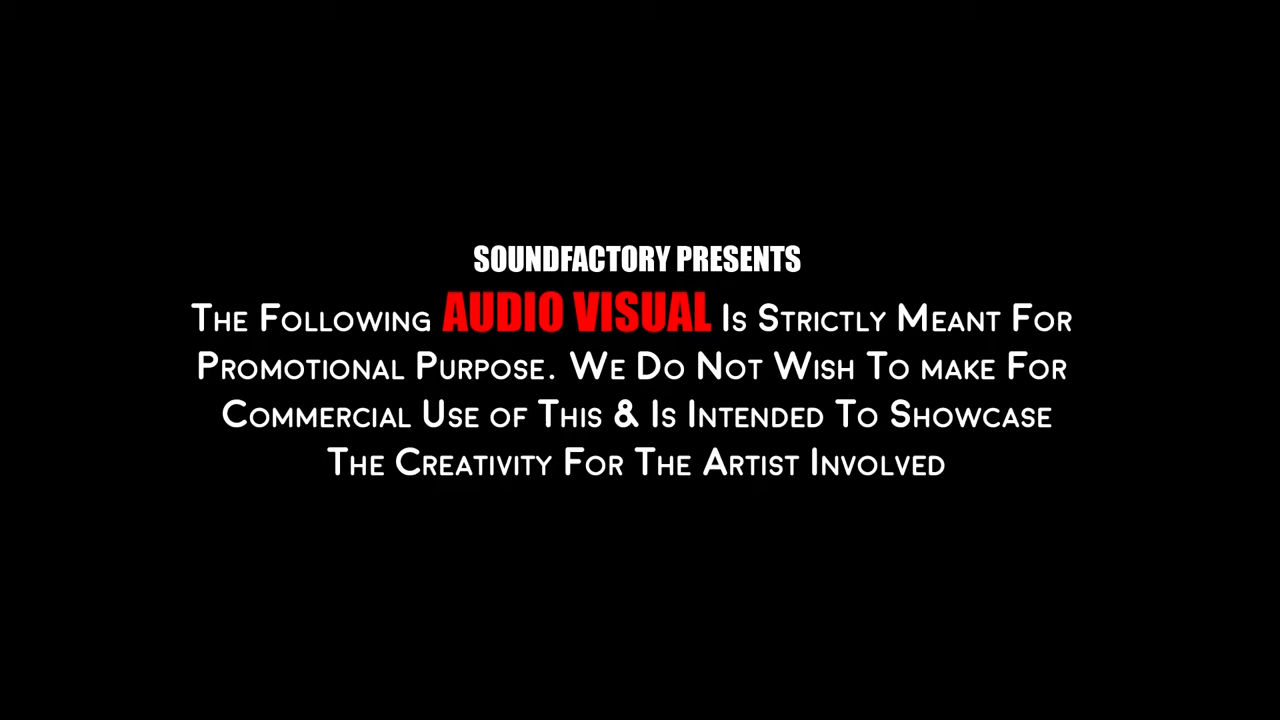 SOUNDFACTORY PRESENTS
The Following AUDIO VISUAL Is Strictly Meant For
Promotional Purpose. We Do Not Wish To make For
Commercial Use of This & Is Intended To Showcase
The Creativity For The Artist Involved